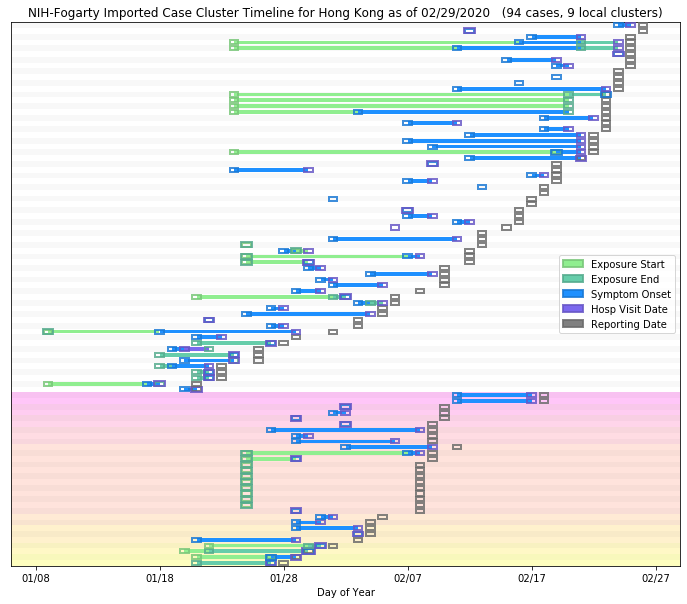 NIH-Fogarty Imported Case Cluster Timeline for Hong Kong as of 02/29/2020 (94 cases, 9 local clusters)
Exposure Start
Exposure End
Symptom Onset
Hosp Visit Date
Reporting Date
01/08 01/18 01/28 02/07 02/17 02/27
Day of Year